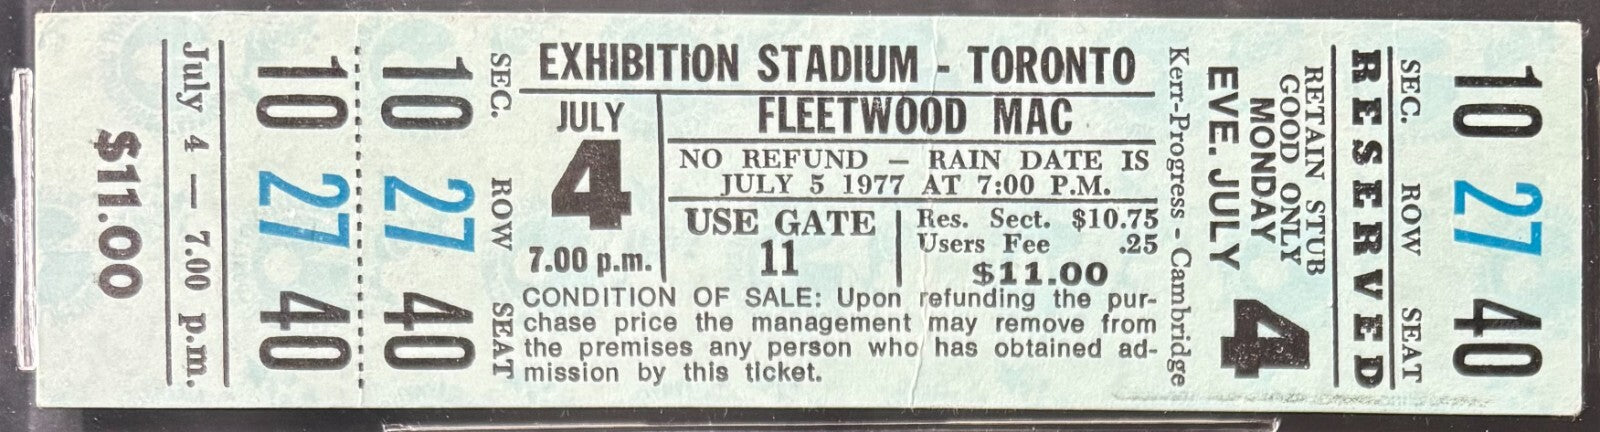 $11.00
July 4 — 7.00 p.m.
10 27 40
10 27 40
SEC. ROW SEAT
EXHIBITION STADIUM - TORONTO
JULY
4
7.00 p.m.
FLEETWOOD MAC
NO REFUND — RAIN DATE IS
JULY 5 1977 AT 7:00 P.M.
USE GATE
11
Res. Sect. $10.75
Users Fee .25
$11.00
CONDITION OF SALE: Upon refunding the pur-
chase price the management may remove from
the premises any person who has obtained ad-
mission by this ticket.
Kerr-Progress - Cambridge
EVE. JULY 4
MONDAY
GOOD ONLY
RETAIN STUB
RESERVED
SEC. ROW SEAT
10 27 40